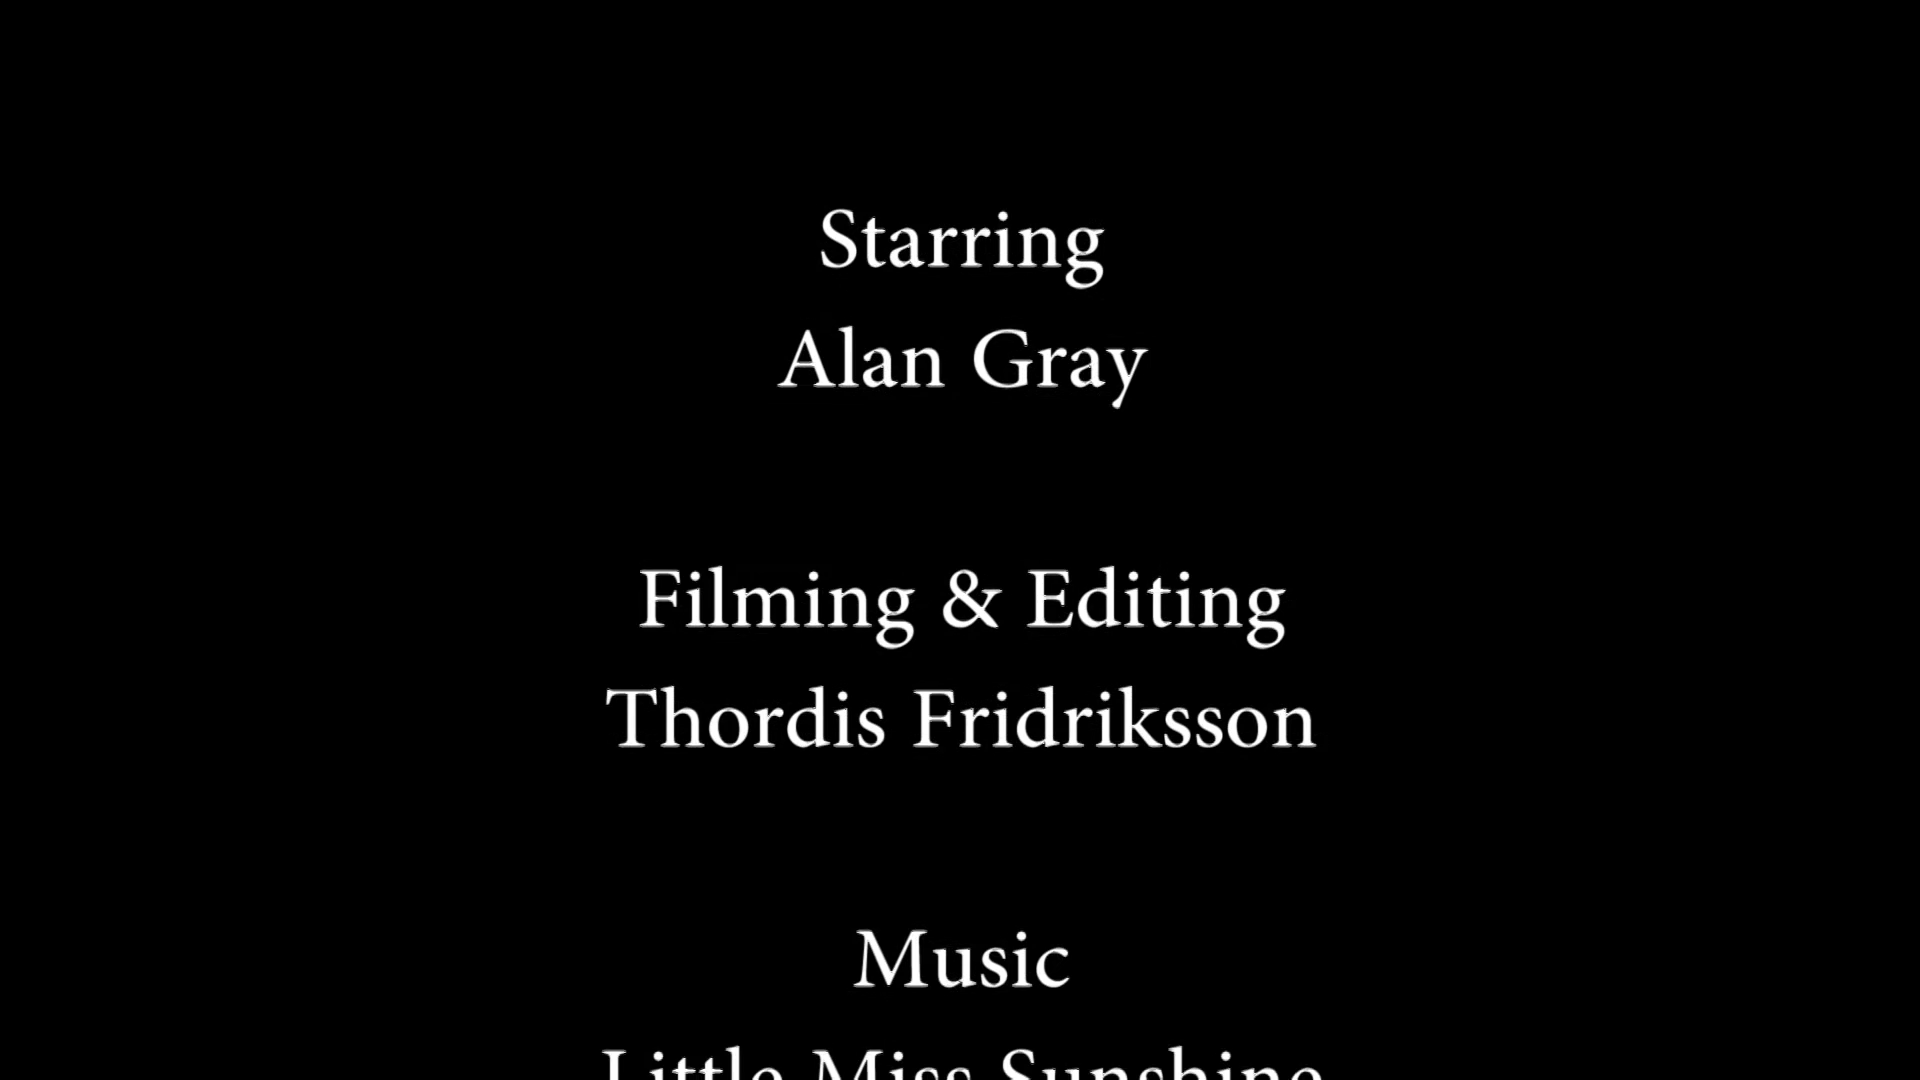 Starring
Alan Gray
Filming & Editing
Thordis Fridriksson
Music
Little Miss Sunshine